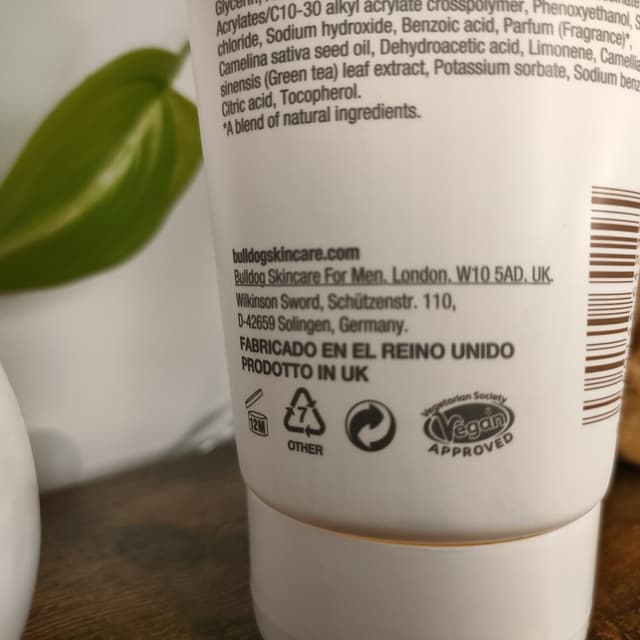 Glycerin,
Acrylates/C10-30 alkyl acrylate crosspolymer, Phenoxyethanol,
chloride, Sodium hydroxide, Benzoic acid, Parfum (Fragrance)*,
Camelina sativa seed oil, Dehydroacetic acid, Limonene, Camellia
sinensis (Green tea) leaf extract, Potassium sorbate, Sodium
Citric acid, Tocopherol.
*A blend of natural ingredients.
bulldogskincare.com
Bulldog Skincare For Men, London, W10 5AD, UK.
Wilkinson Sword, Schützenstr. 110,
D-42659 Solingen, Germany.
FABRICADO EN EL REINO UNIDO
PRODOTTO IN UK
12M
7
OTHER
Vegetarian Society
Vegan
APPROVED